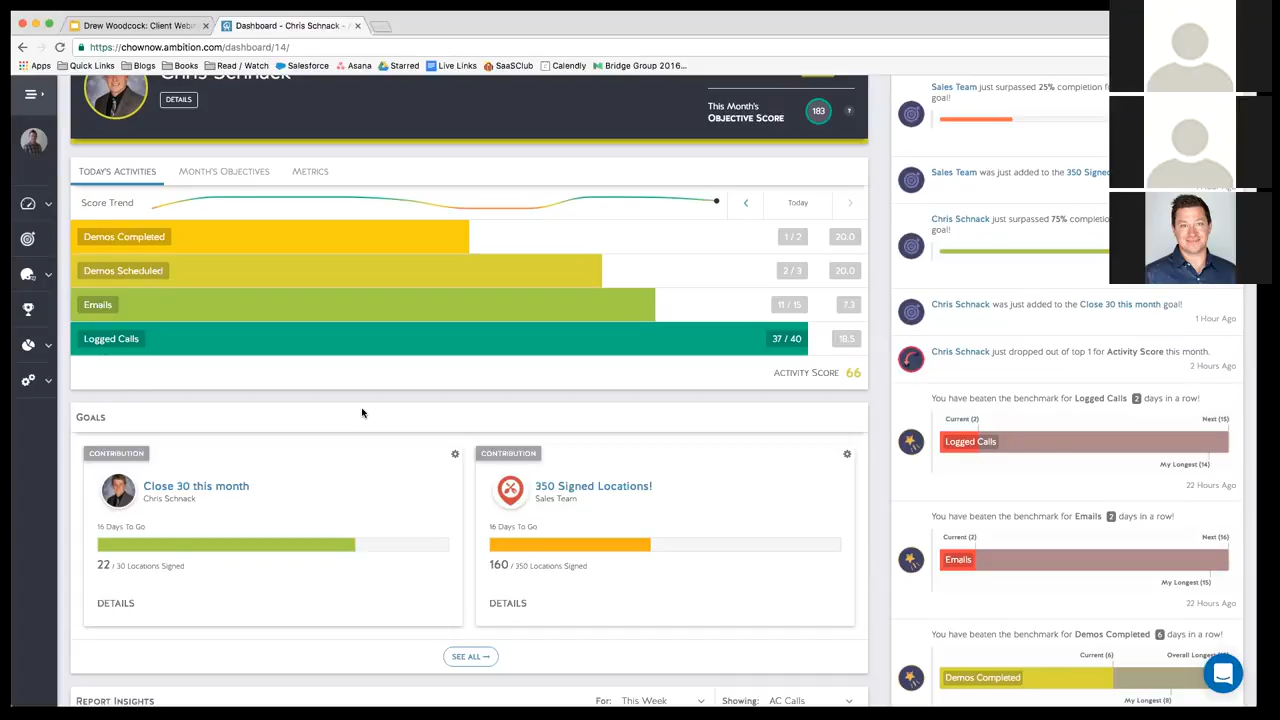 Drew Woodcock: Client Webi
Dashboard - Chris Schnack - A
https://chownow.ambition.com/dashboard/14/
Apps Quick Links Blogs Books Read / Watch Salesforce Asana Starred Live Links SaaSClub Calendly Bridge Group 2016...
Chris Schnack
DETAILS
This Month's
OBJECTIVE SCORE 183 ?
TODAY'S ACTIVITIES MONTH'S OBJECTIVES METRICS
Score Trend Today
Demos Completed 1 / 2 20.0
Demos Scheduled 2 / 3 20.0
Emails 11 / 15 7.3
Logged Calls 37 / 40 18.5
ACTIVITY SCORE 66
GOALS
CONTRIBUTION
Close 30 this month
Chris Schnack
16 Days To Go
22 / 30 Locations Signed
DETAILS
CONTRIBUTION
350 Signed Locations!
Sales Team
16 Days To Go
160 / 350 Locations Signed
DETAILS
SEE ALL
REPORT INSIGHTS For: This Week Showing: AC Calls
Sales Team just surpassed 25% completion
goal!
Sales Team was just added to the 350 Signed
Chris Schnack just surpassed 75% completion
goal!
Chris Schnack was just added to the Close 30 this month goal!
1 Hour Ago
Chris Schnack just dropped out of top 1 for Activity Score this month.
2 Hours Ago
You have beaten the benchmark for Logged Calls 2 days in a row!
Current (2) Next (15)
Logged Calls
My Longest (14)
22 Hours Ago
You have beaten the benchmark for Emails 2 days in a row!
Current (2) Next (16)
Emails
My Longest (15)
22 Hours Ago
You have beaten the benchmark for Demos Completed 6 days in a row!
Current (6) Overall Longest
Demos Completed
My Longest (8)